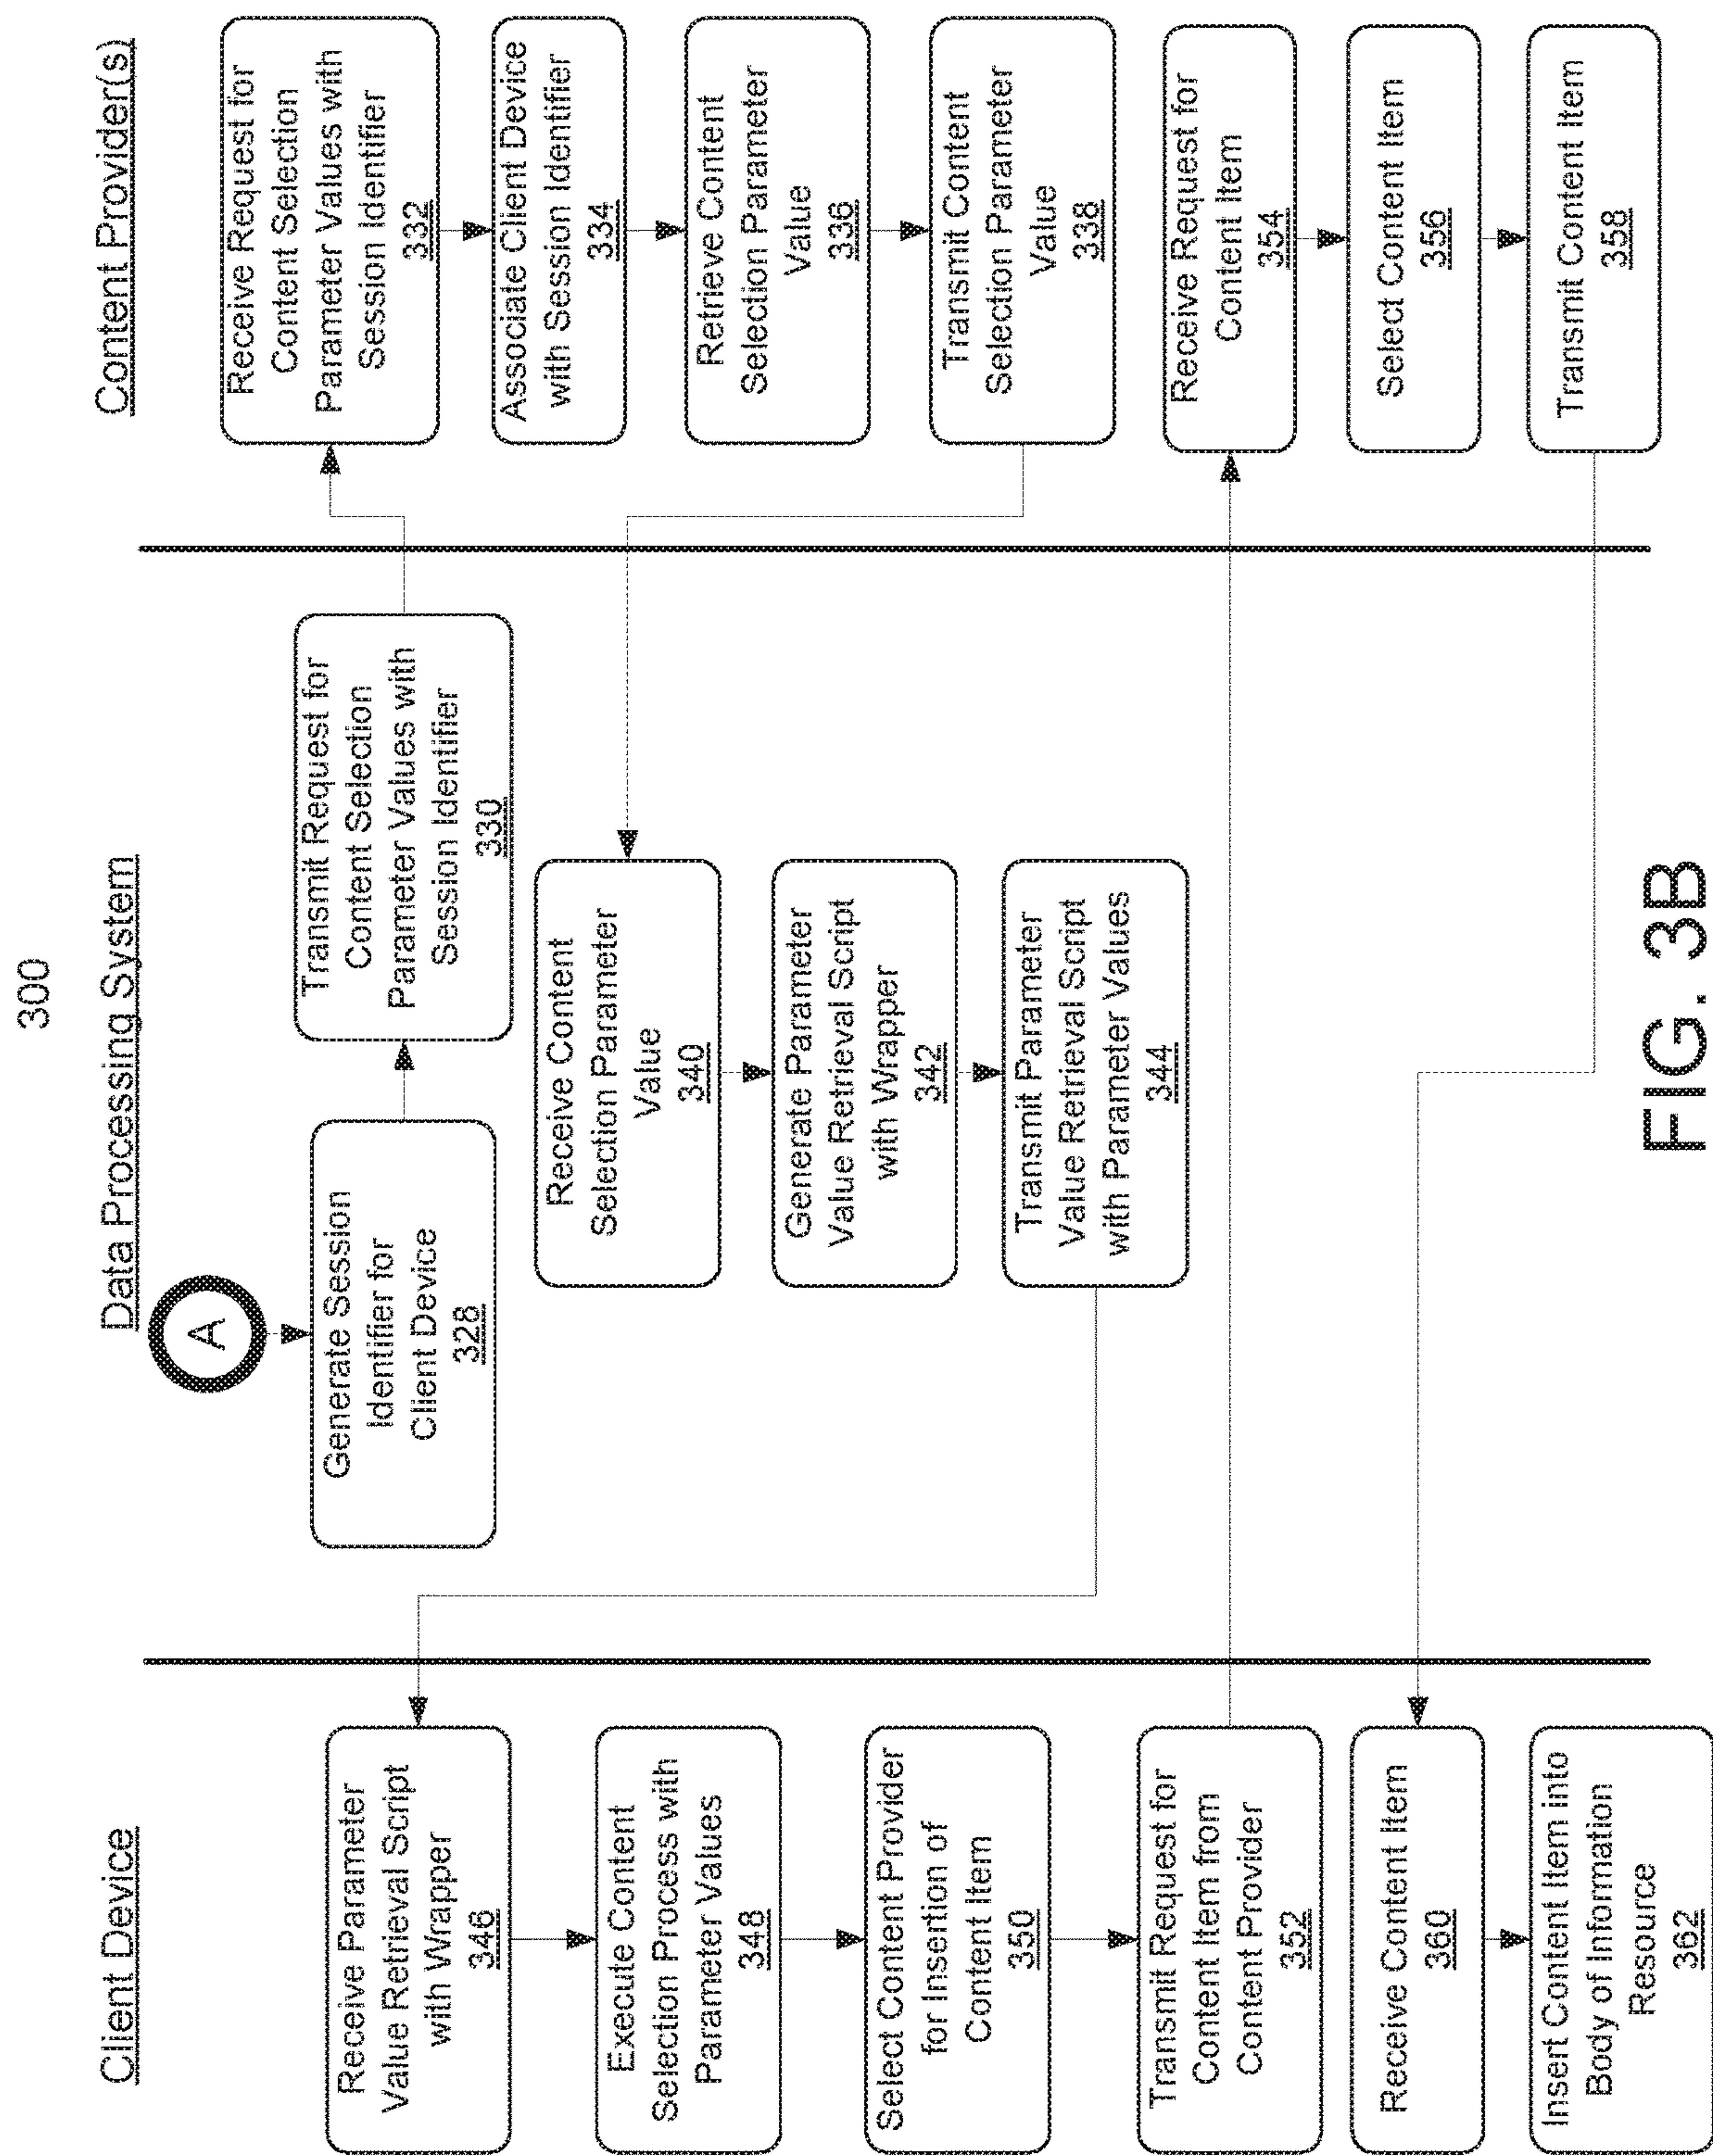 300
Client Device
Data Processing System
Content Provider(s)
A
Generate Session
Identifier for
Client Device
328
Transmit Request for
Content Selection
Parameter Values with
Session Identifier
330
Receive Request for
Content Selection
Parameter Values with
Session Identifier
332
Associate Client Device
with Session Identifier
334
Retrieve Content
Selection Parameter
Value
336
Transmit Content
Selection Parameter
Value
338
Receive Content
Selection Parameter
Value
340
Generate Parameter
Value Retrieval Script
with Wrapper
342
Transmit Parameter
Value Retrieval Script
with Parameter Values
344
Receive Parameter
Value Retrieval Script
with Wrapper
346
Execute Content
Selection Process with
Parameter Values
348
Select Content Provider
for Insertion of
Content Item
350
Transmit Request for
Content Item from
Content Provider
352
Receive Request for
Content Item
354
Select Content Item
356
Transmit Content Item
358
Receive Content Item
360
Insert Content Item into
Body of Information
Resource
362
FIG. 3B